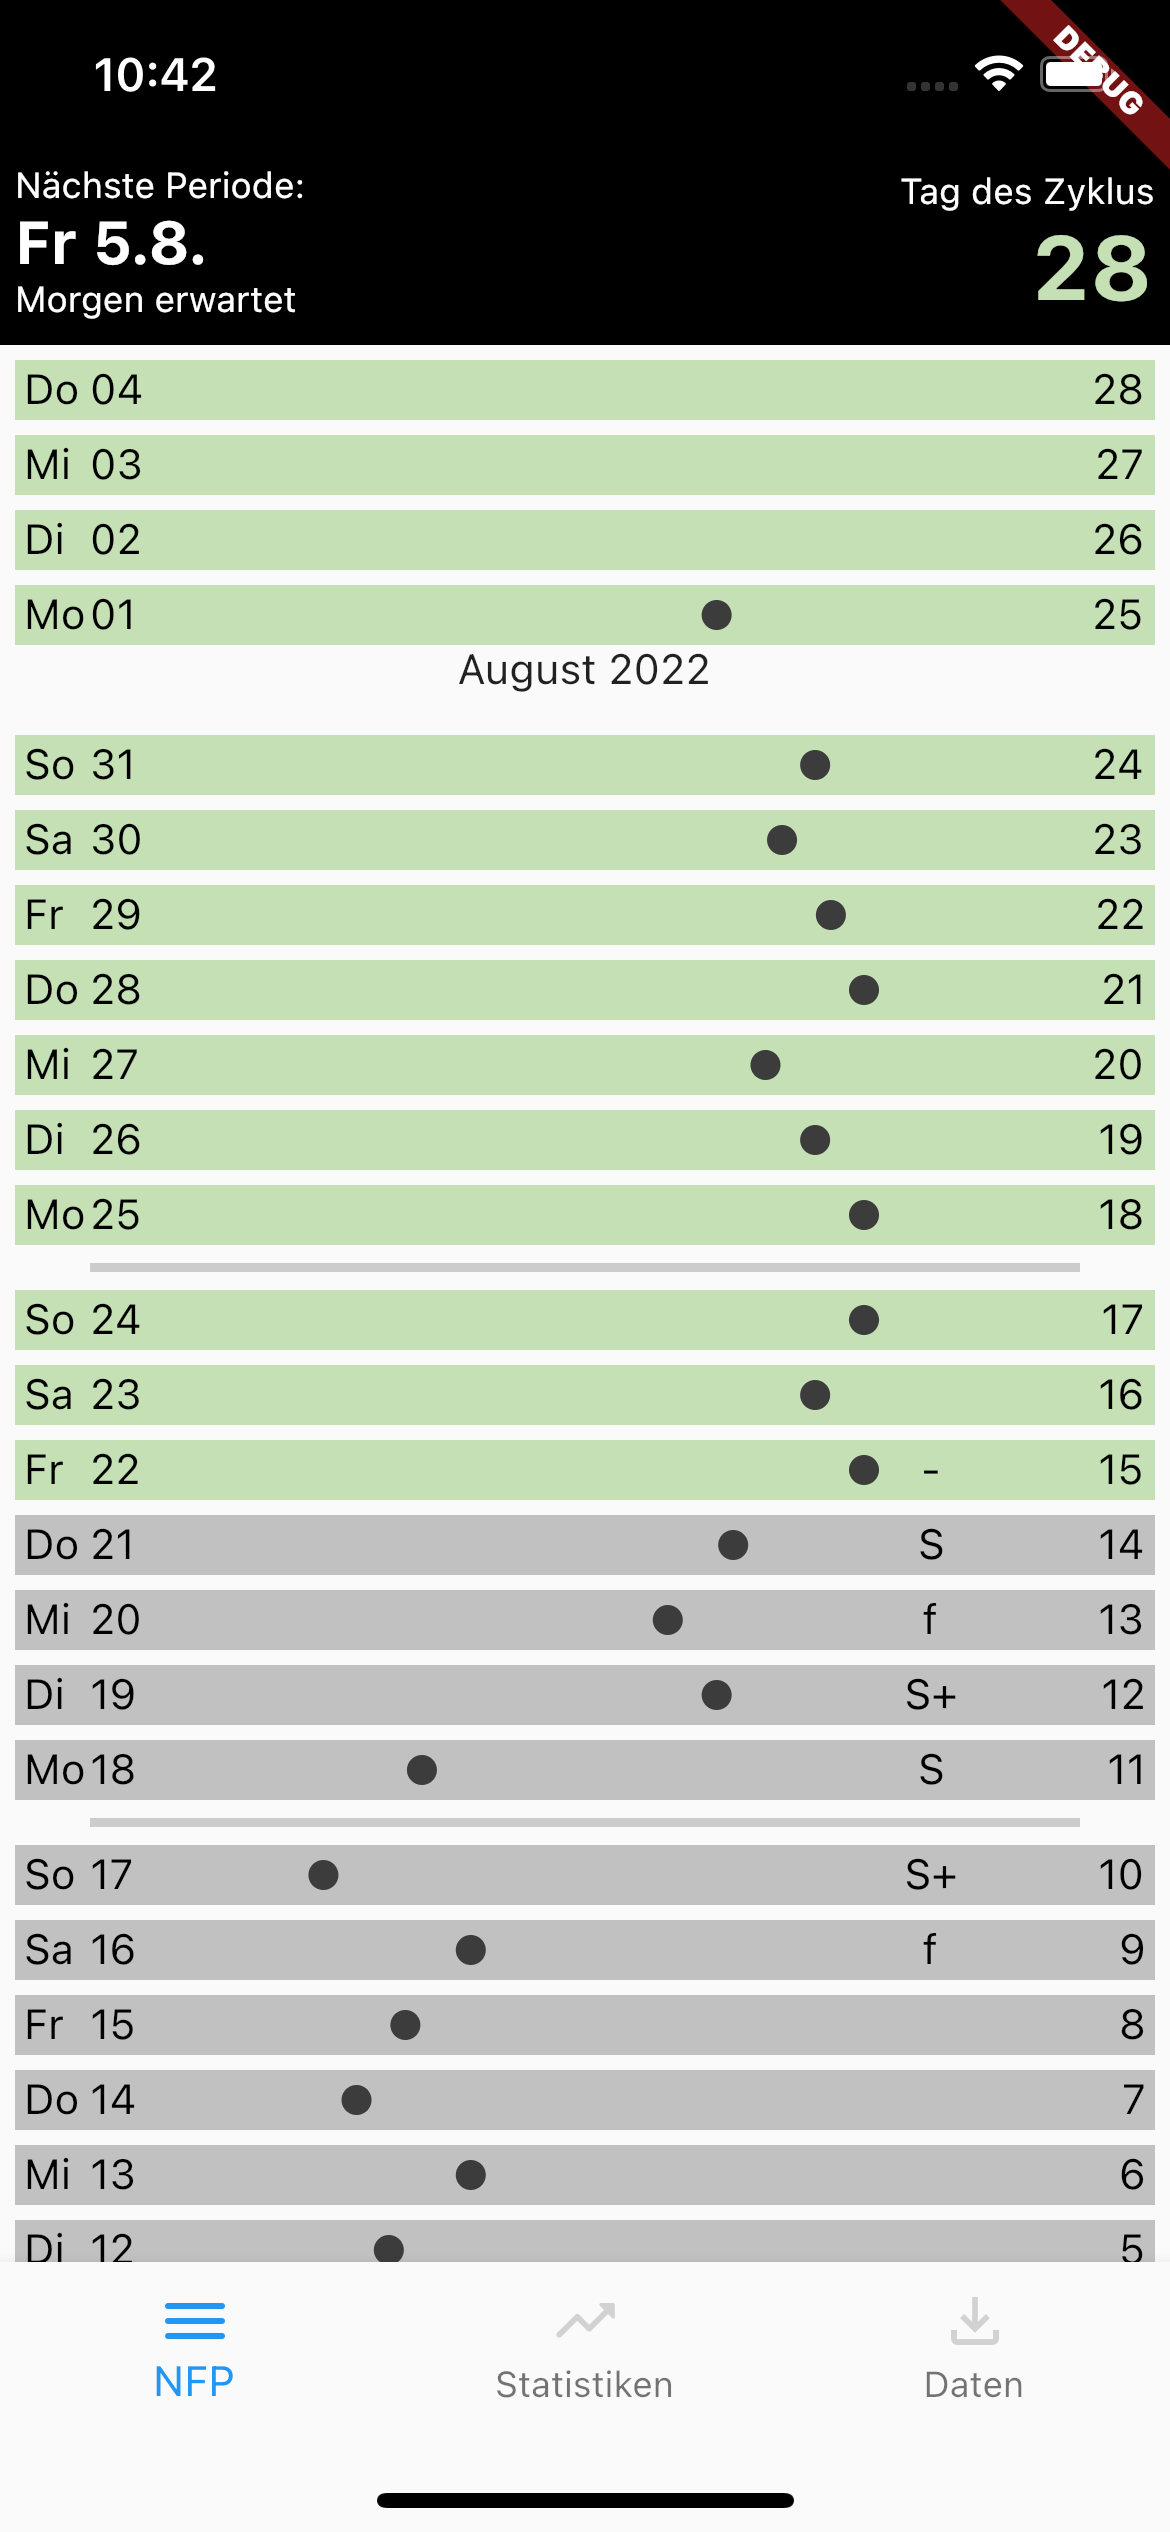 10:42
DEBUG
Nächste Periode:
Fr 5.8.
Morgen erwartet
Tag des Zyklus
28
Do 04 28
Mi 03 27
Di 02 26
Mo 01 25
August 2022
So 31 24
Sa 30 23
Fr 29 22
Do 28 21
Mi 27 20
Di 26 19
Mo 25 18
So 24 17
Sa 23 16
Fr 22 - 15
Do 21 S 14
Mi 20 f 13
Di 19 S+ 12
Mo 18 S 11
So 17 S+ 10
Sa 16 f 9
Fr 15 8
Do 14 7
Mi 13 6
Di 12 5
NFP
Statistiken
Daten